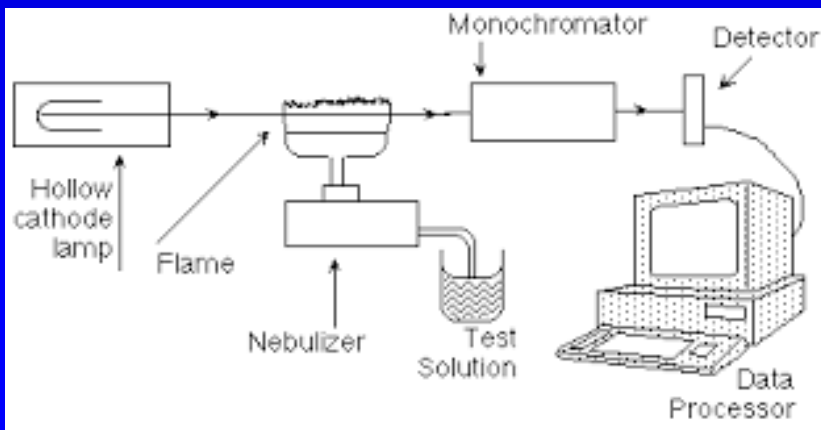 Monochromator
Detector
Hollow
cathode
lamp
Flame
Nebulizer
Test
Solution
Data
Processor